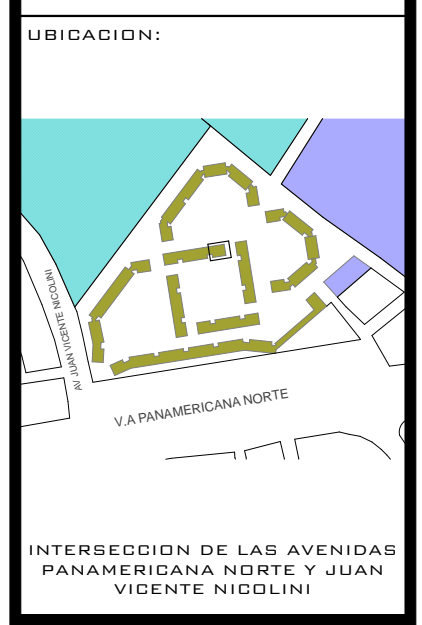 UBICACION:
AV JUAN VICENTE NICOLINI
V.A PANAMERICANA NORTE
INTERSECCION DE LAS AVENIDAS
PANAMERICANA NORTE Y JUAN
VICENTE NICOLINI